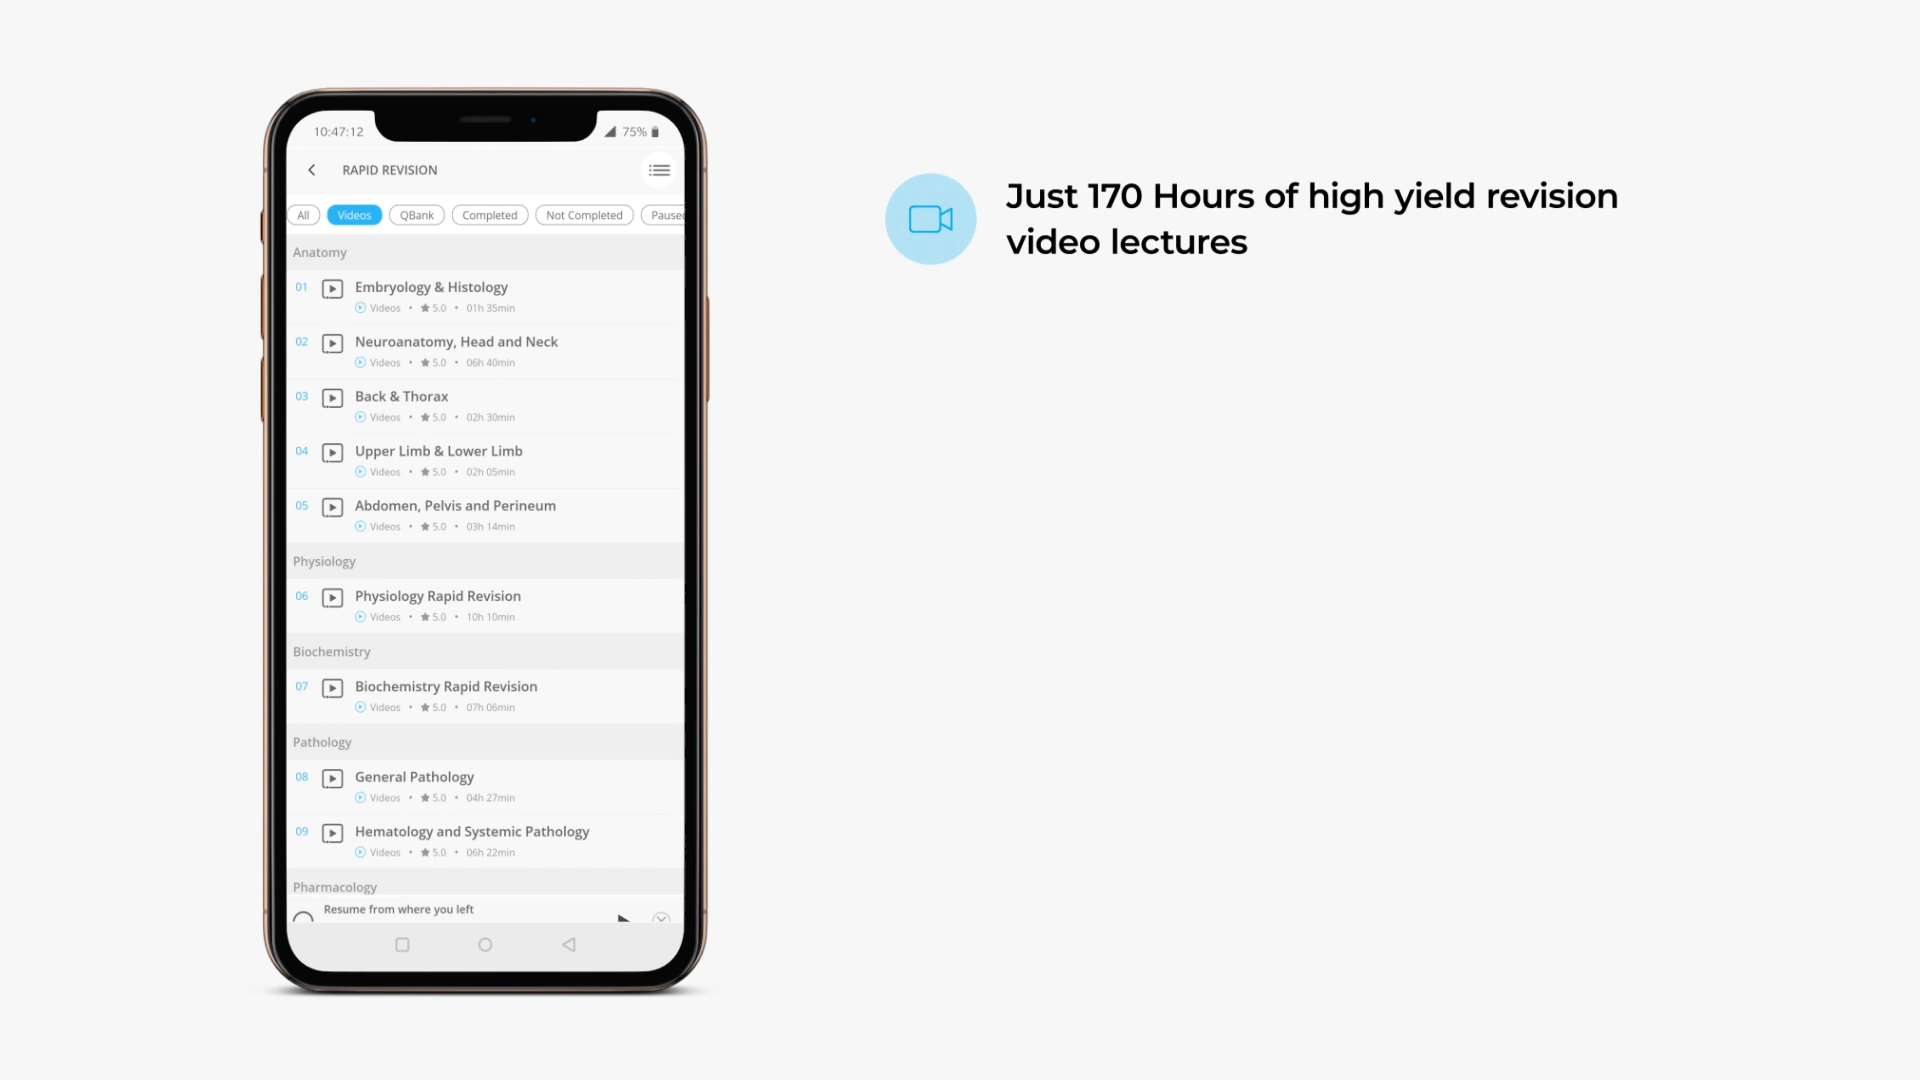 10:47:12
75%
RAPID REVISION
All Videos QBank Completed Not Completed Paused
Anatomy
01 Embryology & Histology
Videos • 5.0 • 01h 35min
02 Neuroanatomy, Head and Neck
Videos • 5.0 • 06h 40min
03 Back & Thorax
Videos • 5.0 • 02h 30min
04 Upper Limb & Lower Limb
Videos • 5.0 • 02h 05min
05 Abdomen, Pelvis and Perineum
Videos • 5.0 • 03h 14min
Physiology
06 Physiology Rapid Revision
Videos • 5.0 • 10h 10min
Biochemistry
07 Biochemistry Rapid Revision
Videos • 5.0 • 07h 06min
Pathology
08 General Pathology
Videos • 5.0 • 04h 27min
09 Hematology and Systemic Pathology
Videos • 5.0 • 06h 22min
Pharmacology
Resume from where you left
Just 170 Hours of high yield revision
video lectures